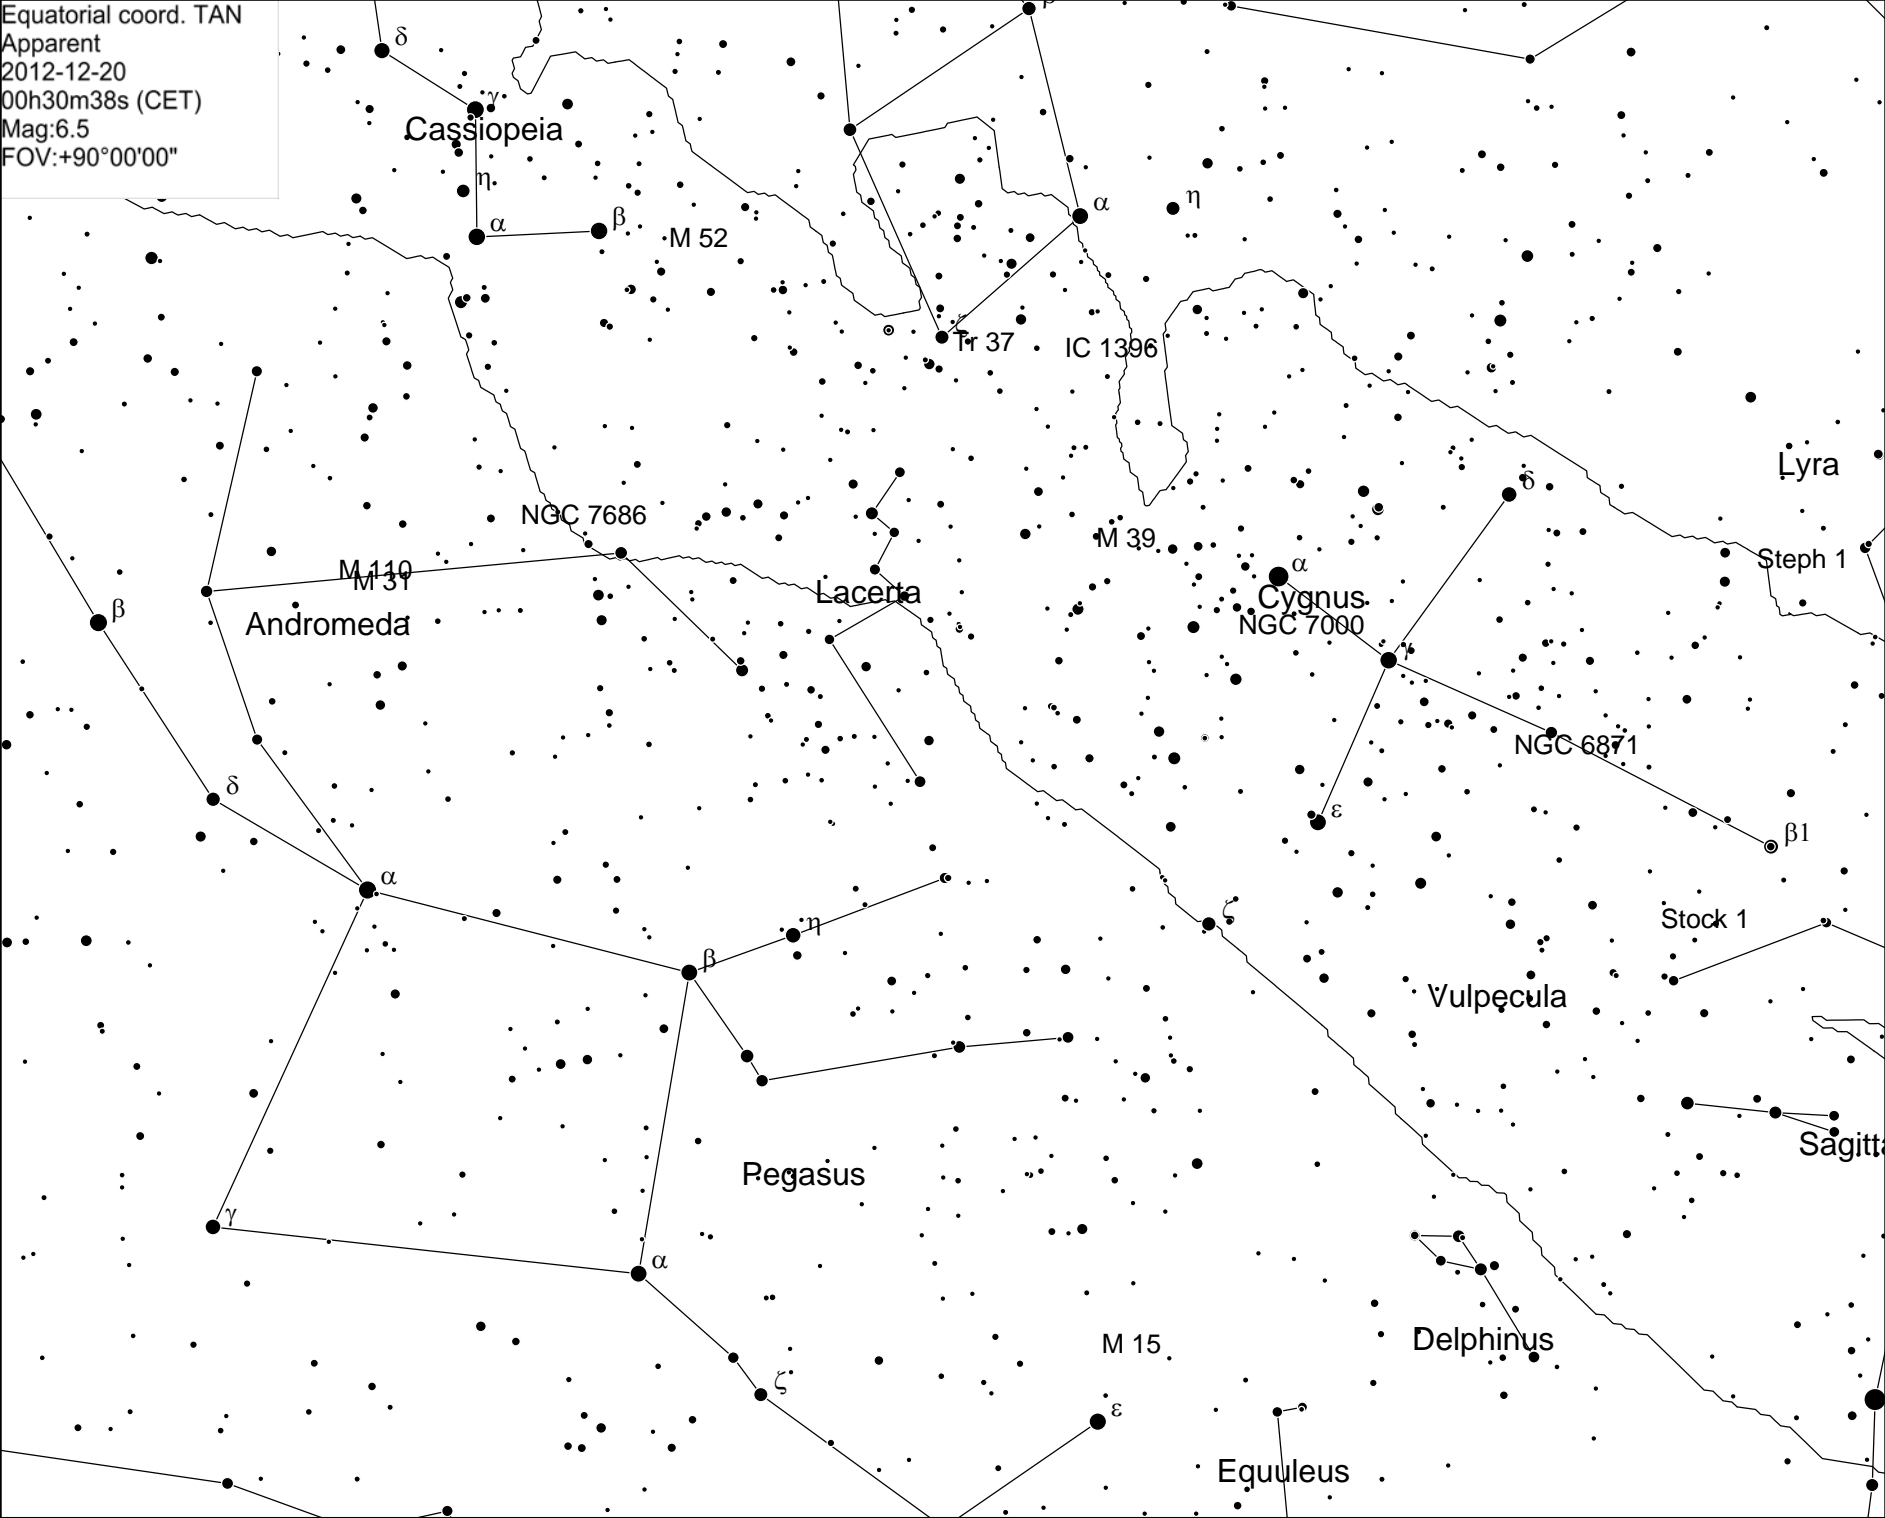 Equatorial coord. TAN
Apparent
2012-12-20
00h30m38s (CET)
Mag:6.5
FOV:+90°00'00"
δ
γ
Cassiopeia
η
α
β
M 52
α
η
ζ
Tr 37
IC 1396
Lyra
δ
NGC 7686
M 39
Steph 1
α
M 110
M 31
Lacerta
Cygnus
β
Andromeda
NGC 7000
γ
NGC 6871
δ
ε
β1
α
η
ζ
Stock 1
β
Vulpecula
Sagitta
Pegasus
γ
α
M 15
Delphinus
ζ
ε
Equuleus